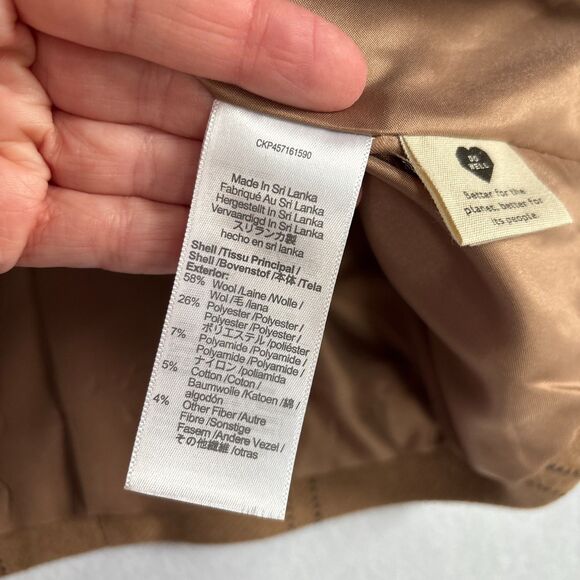 CKP457161590
Made In Sri Lanka
Fabriqué Au Sri Lanka
Hergestellt In Sri Lanka
Vervaardigd In Sri Lanka
スリランカ製
hecho en sri lanka
Shell /Tissu Principal /
Shell /Bovenstof /本体 /Tela
Exterior:
58% Wool /Laine /Wolle /
Wol /毛 /lana
26% Polyester /Polyester /
Polyester /Polyester /
ポリエステル /poliéster
7% Polyamide /Polyamide /
Polyamide /Polyamide /
ナイロン /poliamida
5% Cotton /Coton /
Baumwolle /Katoen /綿 /
algodón
4% Other Fiber /Autre
Fibre /Sonstige
Fasern /Andere Vezel /
その他繊維 /otras
DO
WELL
Better for the
planet, better for
its people.